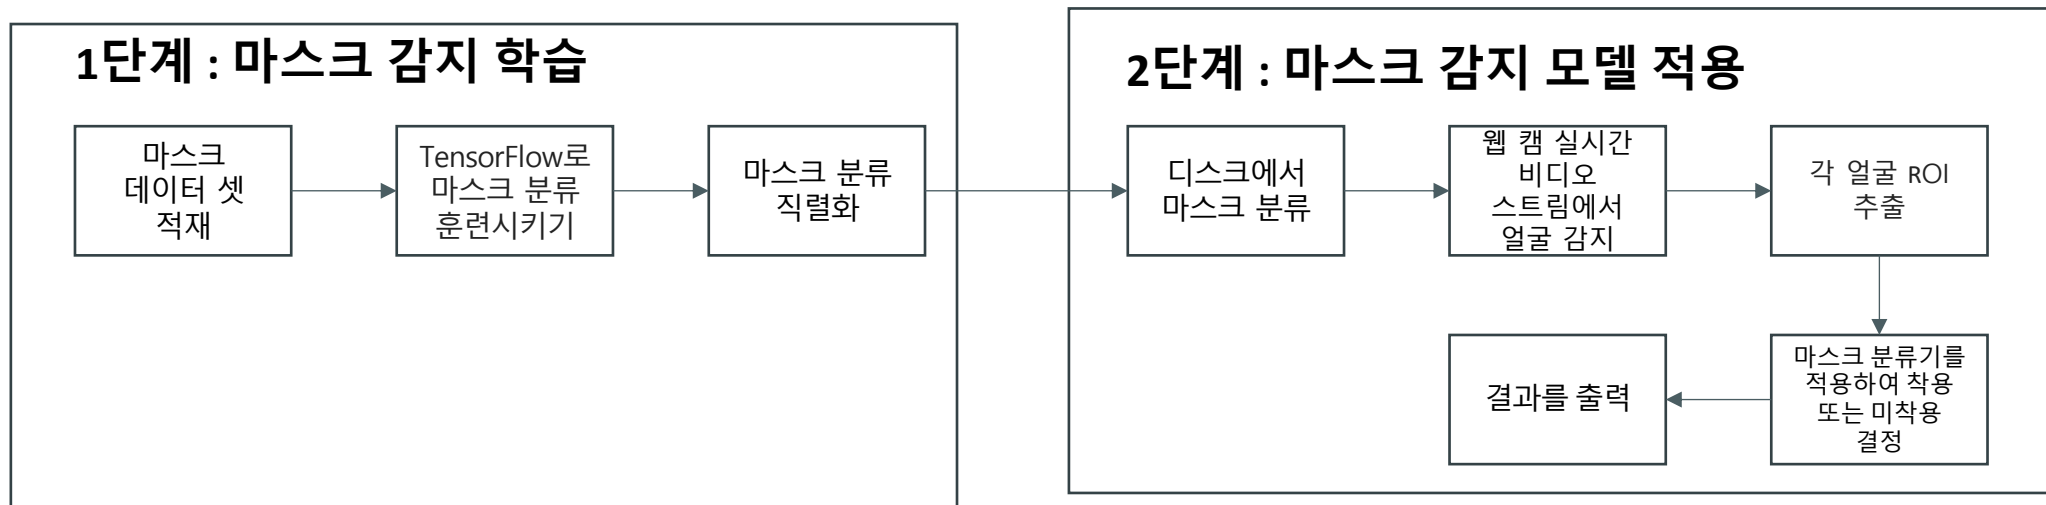 1단계 : 마스크 감지 학습
마스크
데이터 셋
적재
TensorFlow로
마스크 분류
훈련시키기
마스크 분류
직렬화
2단계 : 마스크 감지 모델 적용
디스크에서
마스크 분류
웹 캠 실시간
비디오
스트림에서
얼굴 감지
각 얼굴 ROI
추출
마스크 분류기를
적용하여 착용
또는 미착용
결정
결과를 출력